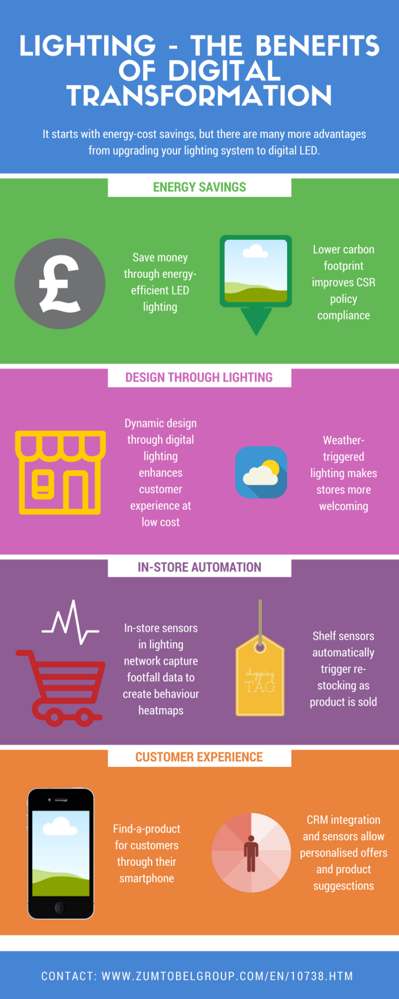 LIGHTING - THE BENEFITS
OF DIGITAL
TRANSFORMATION
It starts with energy-cost savings, but there are many more advantages
from upgrading your lighting system to digital LED.
ENERGY SAVINGS
£
Save money
through energy-
efficient LED
lighting
Lower carbon
footprint
improves CSR
policy
compliance
DESIGN THROUGH LIGHTING
Dynamic design
through digital
lighting
enhances
customer
experience at
low cost
Weather-
triggered
lighting makes
stores more
welcoming
IN-STORE AUTOMATION
In-store sensors
in lighting
network capture
footfall data to
create behaviour
heatmaps
shopping
TAG
Shelf sensors
automatically
trigger re-
stocking as
product is sold
CUSTOMER EXPERIENCE
Find-a-product
for customers
through their
smartphone
CRM integration
and sensors allow
personalised offers
and product
suggesctions
CONTACT: WWW.ZUMTOBELGROUP.COM/EN/10738.HTM